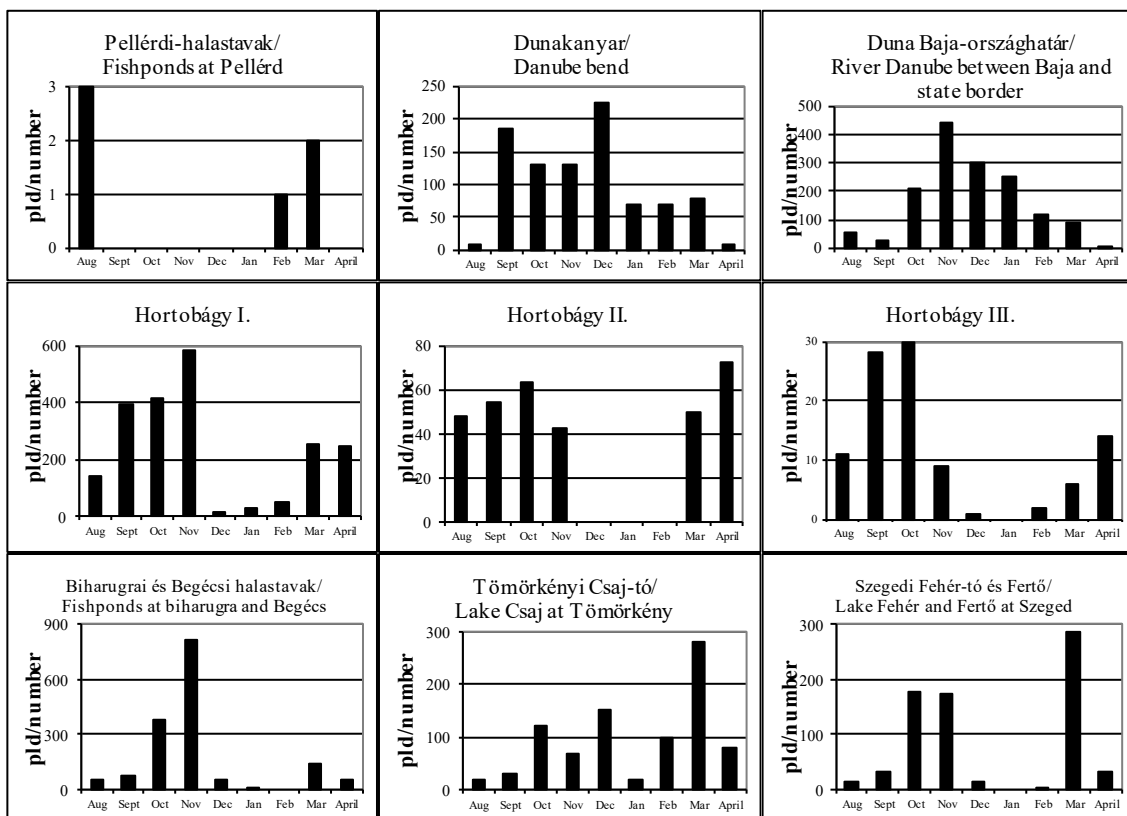 Pellérdi-halastavak/
Fishponds at Pellérd
pld/number
3
2
1
0
Aug Sept Oct Nov Dec Jan Feb Mar April
Dunakanyar/
Danube bend
pld/number
250
200
150
100
50
0
Aug Sept Oct Nov Dec Jan Feb Mar April
Duna Baja-országhatár/
River Danube between Baja and
state border
pld/number
500
400
300
200
100
0
Aug Sept Oct Nov Dec Jan Feb Mar April
Hortobágy I.
pld/number
600
400
200
0
Aug Sept Oct Nov Dec Jan Feb Mar April
Hortobágy II.
pld/number
80
60
40
20
0
Aug Sept Oct Nov Dec Jan Feb Mar April
Hortobágy III.
pld/number
30
20
10
0
Aug Sept Oct Nov Dec Jan Feb Mar April
Biharugrai és Begécsi halastavak/
Fishponds at biharugra and Begécs
pld/number
900
600
300
0
Aug Sept Oct Nov Dec Jan Feb Mar April
Tömörkényi Csaj-tó/
Lake Csaj at Tömörkény
pld/number
300
200
100
0
Aug Sept Oct Nov Dec Jan Feb Mar April
Szegedi Fehér-tó és Fertő/
Lake Fehér and Fertő at Szeged
pld/number
300
200
100
0
Aug Sept Oct Nov Dec Jan Feb Mar April